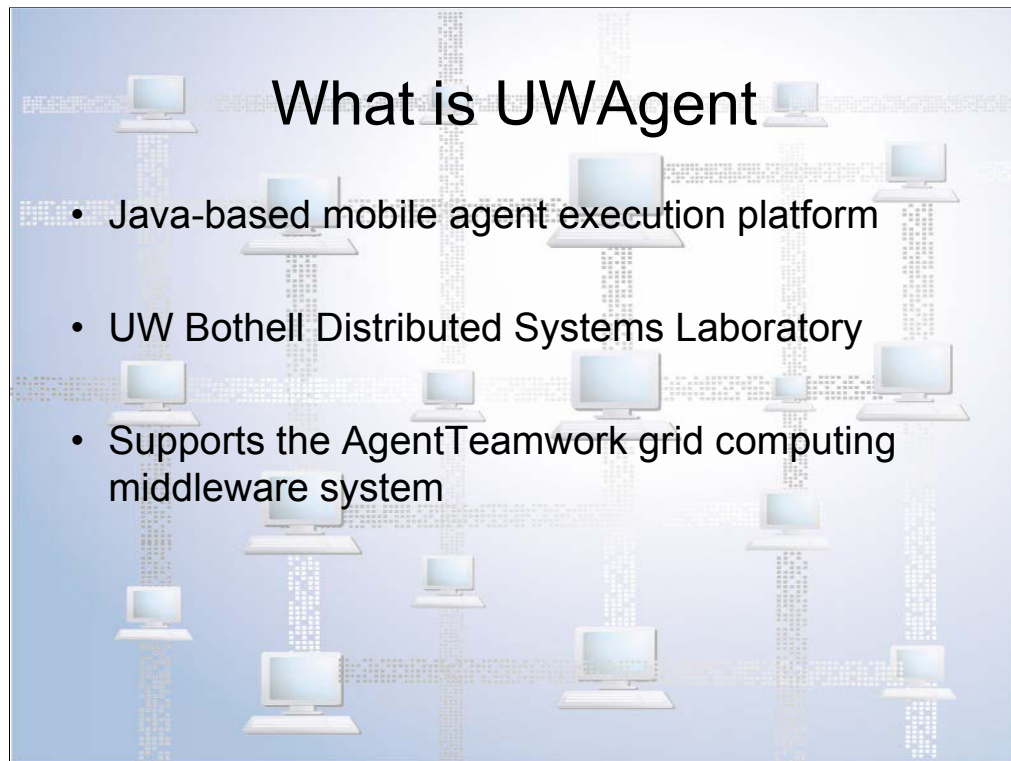 What is UWAgent
• Java-based mobile agent execution platform
• UW Bothell Distributed Systems Laboratory
• Supports the AgentTeamwork grid computing
middleware system